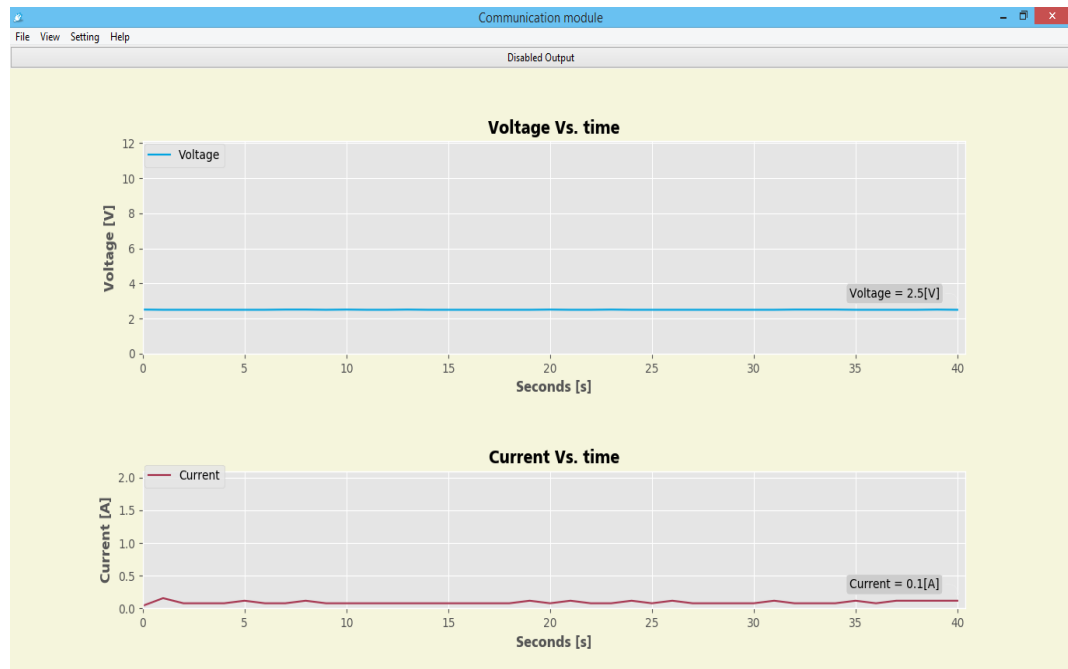 Communication module
File View Setting Help
Disabled Output
Voltage Vs. time
Voltage
Voltage [V]
12
10
8
6
4
2
0
Voltage = 2.5[V]
0 5 10 15 20 25 30 35 40
Seconds [s]
Current Vs. time
Current
Current [A]
2.0
1.5
1.0
0.5
0.0
Current = 0.1[A]
0 5 10 15 20 25 30 35 40
Seconds [s]